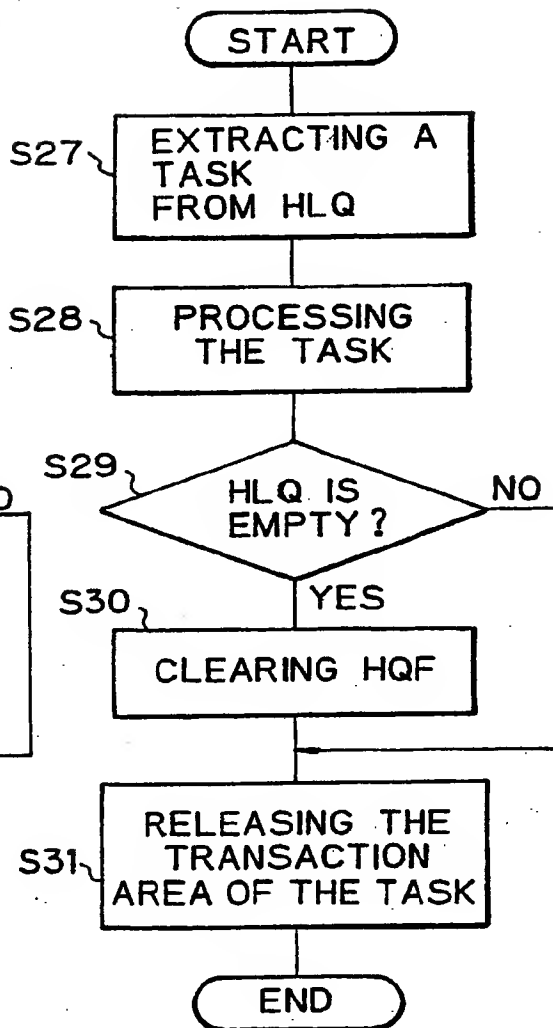 START
S27
EXTRACTING A
TASK
FROM HLQ
S28
PROCESSING
THE TASK
S29
HLQ IS
EMPTY?
NO
YES
S30
CLEARING HQF
S31
RELEASING THE
TRANSACTION
AREA OF THE TASK
END